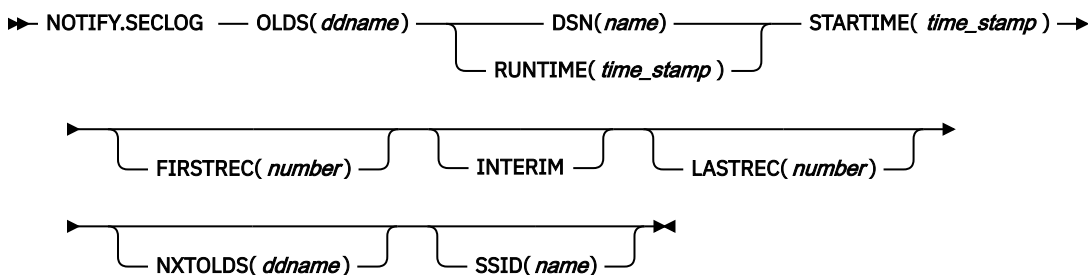 NOTIFY.SECLOG OLDS( ddname) DSN( name) STARTIME( time_stamp )
RUNTIME( time_stamp )
FIRSTREC( number) INTERIM LASTREC( number)
NXTOLDS( ddname) SSID( name)